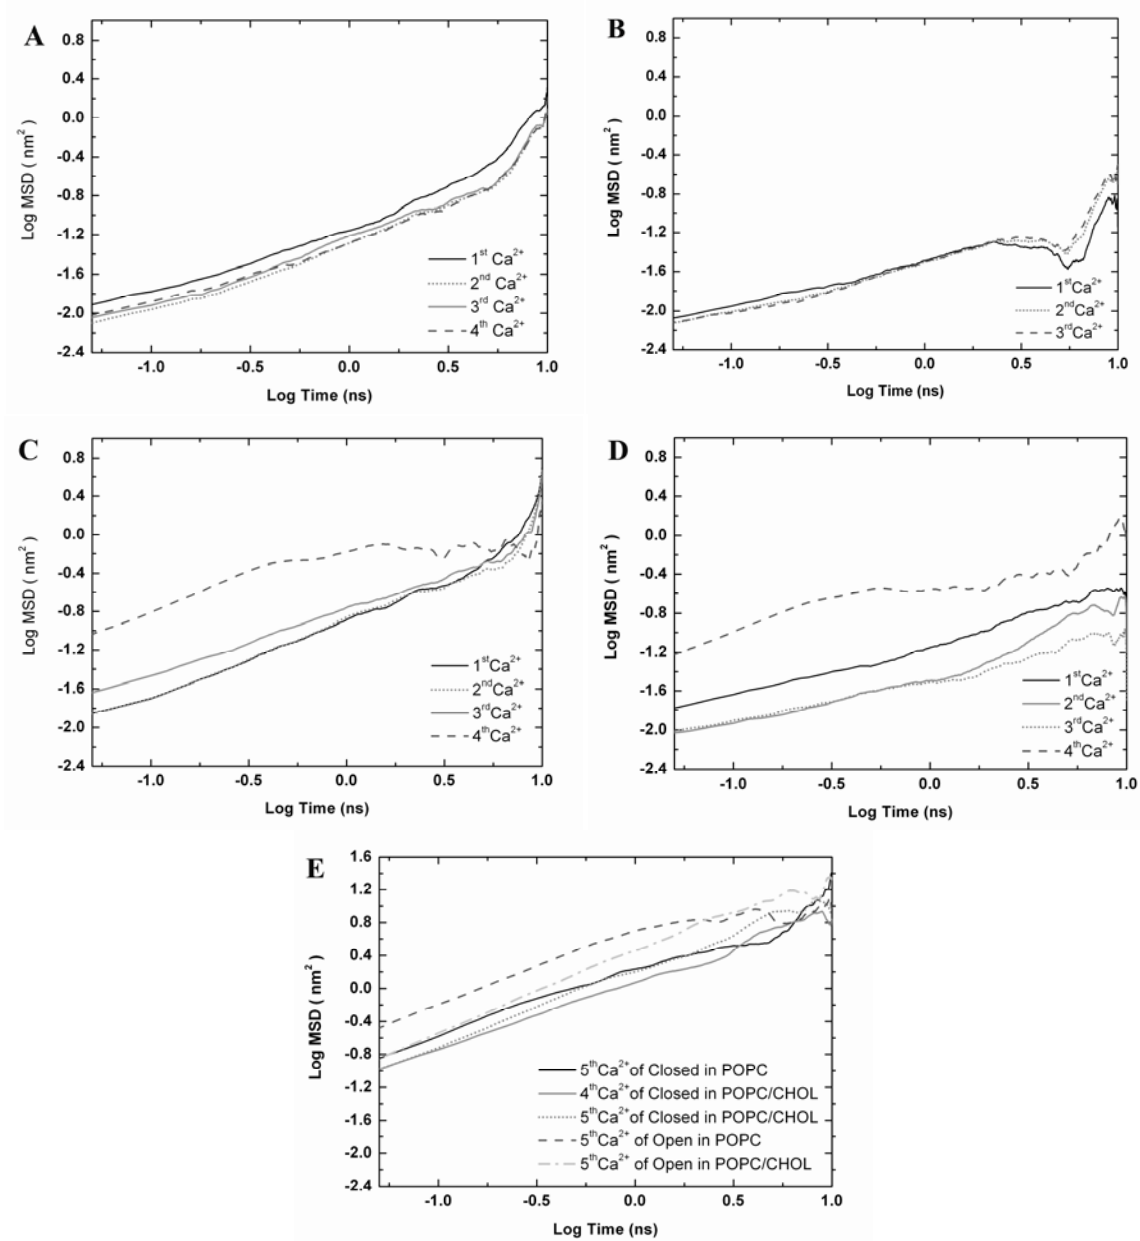 A
0.8
0.4
0.0
-0.4
-0.8
-1.2
-1.6
-2.0
-2.4
Log MSD ( nm²)
1st Ca2+
2nd Ca2+
3rd Ca2+
4th Ca2+
-1.0 -0.5 0.0 0.5 1.0
Log Time (ns)
B
0.8
0.4
0.0
-0.4
-0.8
-1.2
-1.6
-2.0
-2.4
Log MSD ( nm²)
1stCa2+
2ndCa2+
3rdCa2+
-1.0 -0.5 0.0 0.5 1.0
Log Time (ns)
C
0.8
0.4
0.0
-0.4
-0.8
-1.2
-1.6
-2.0
-2.4
Log MSD ( nm²)
1stCa2+
2ndCa2+
3rdCa2+
4thCa2+
-1.0 -0.5 0.0 0.5 1.0
Log Time (ns)
D
0.8
0.4
0.0
-0.4
-0.8
-1.2
-1.6
-2.0
-2.4
Log MSD ( nm²)
1stCa2+
2ndCa2+
3rdCa2+
4thCa2+
-1.0 -0.5 0.0 0.5 1.0
Log Time (ns)
E
1.6
1.2
0.8
0.4
0.0
-0.4
-0.8
-1.2
-1.6
-2.0
-2.4
Log MSD ( nm²)
5thCa2+of Closed in POPC
4thCa2+of Closed in POPC/CHOL
5thCa2+of Closed in POPC/CHOL
5thCa2+ of Open in POPC
5thCa2+ of Open in POPC/CHOL
-1.0 -0.5 0.0 0.5 1.0
Log Time (ns)